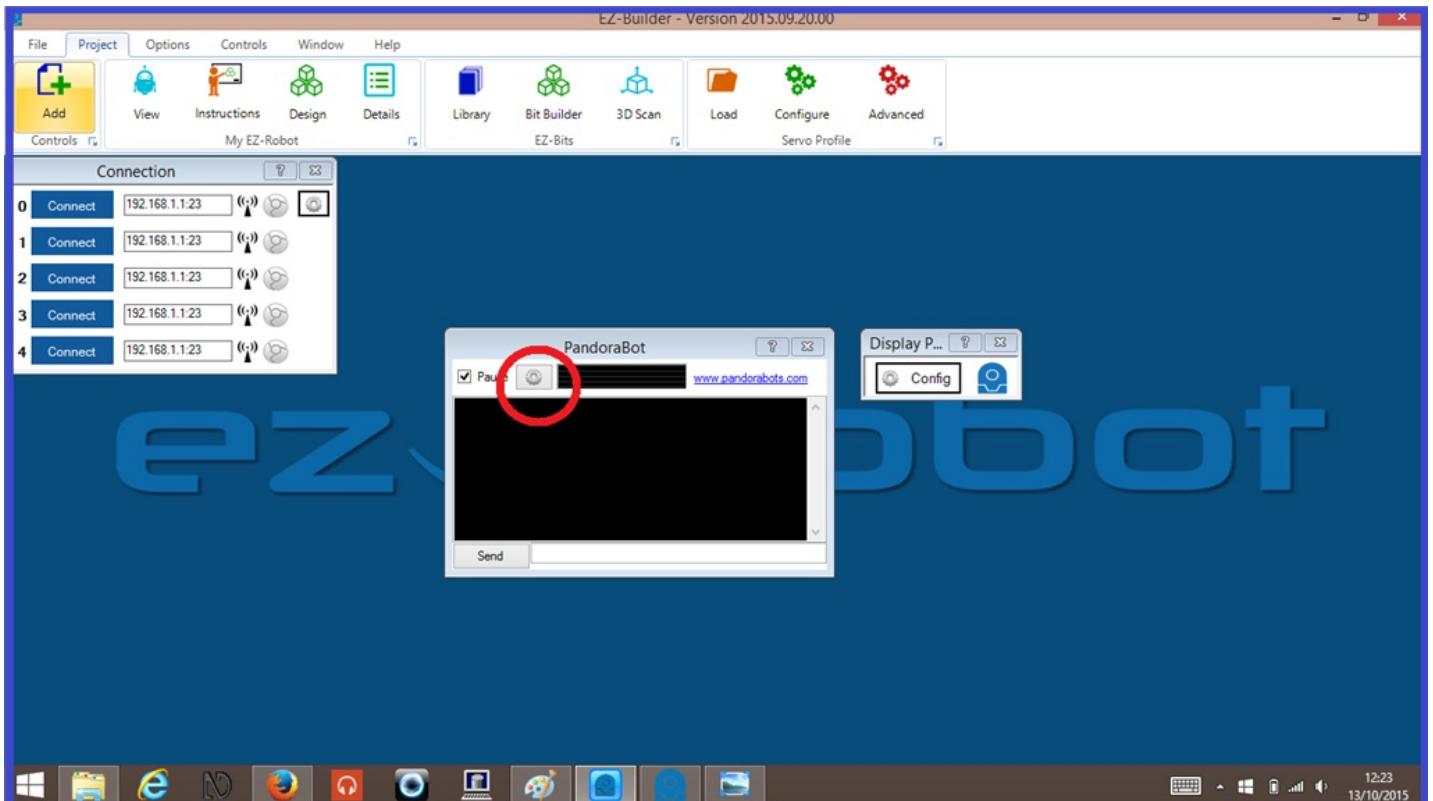 EZ-Builder - Version 2015.09.20.00
File Project Options Controls Window Help
Add View Instructions Design Details Library Bit Builder 3D Scan Load Configure Advanced
Controls My EZ-Robot EZ-Bits Servo Profile
Connection
0 Connect 192.168.1.1:23
1 Connect 192.168.1.1:23
2 Connect 192.168.1.1:23
3 Connect 192.168.1.1:23
4 Connect 192.168.1.1:23
PandoraBot
Pause www.pandorabots.com
Send
Display P...
Config
ez obot
12:23
13/10/2015